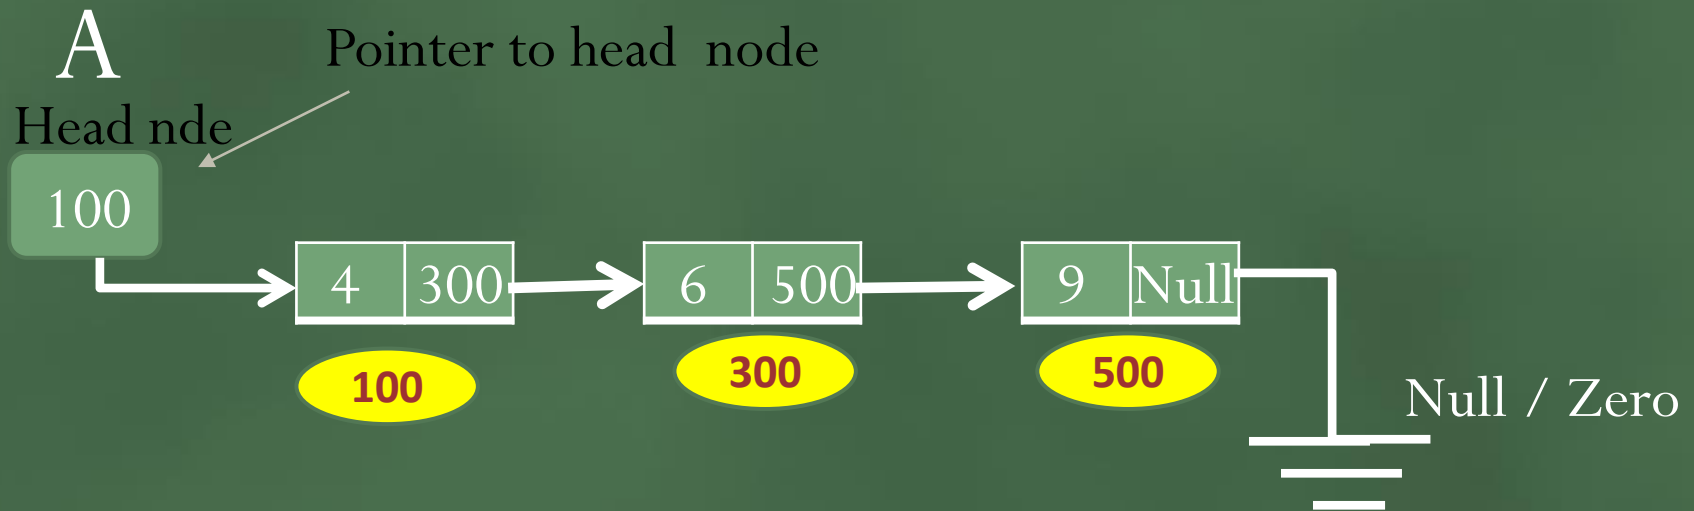 A
Pointer to head node
Head nde
100
4 300 6 500 9 Null
100 300 500
Null / Zero